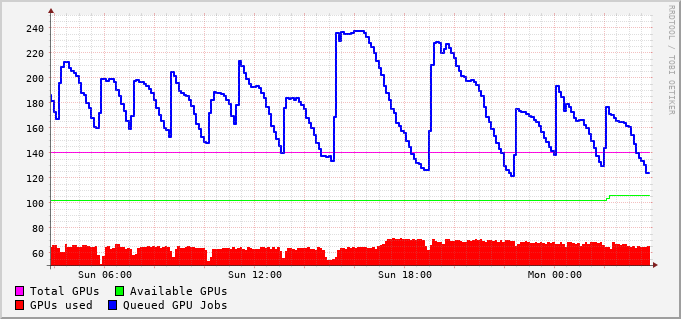 240
220
200
180
160
140
120
100
80
60
Sun 06:00 Sun 12:00 Sun 18:00 Mon 00:00
Total GPUs Available GPUs
GPUs used Queued GPU Jobs
RRDTOOL / TOBI OETIKER